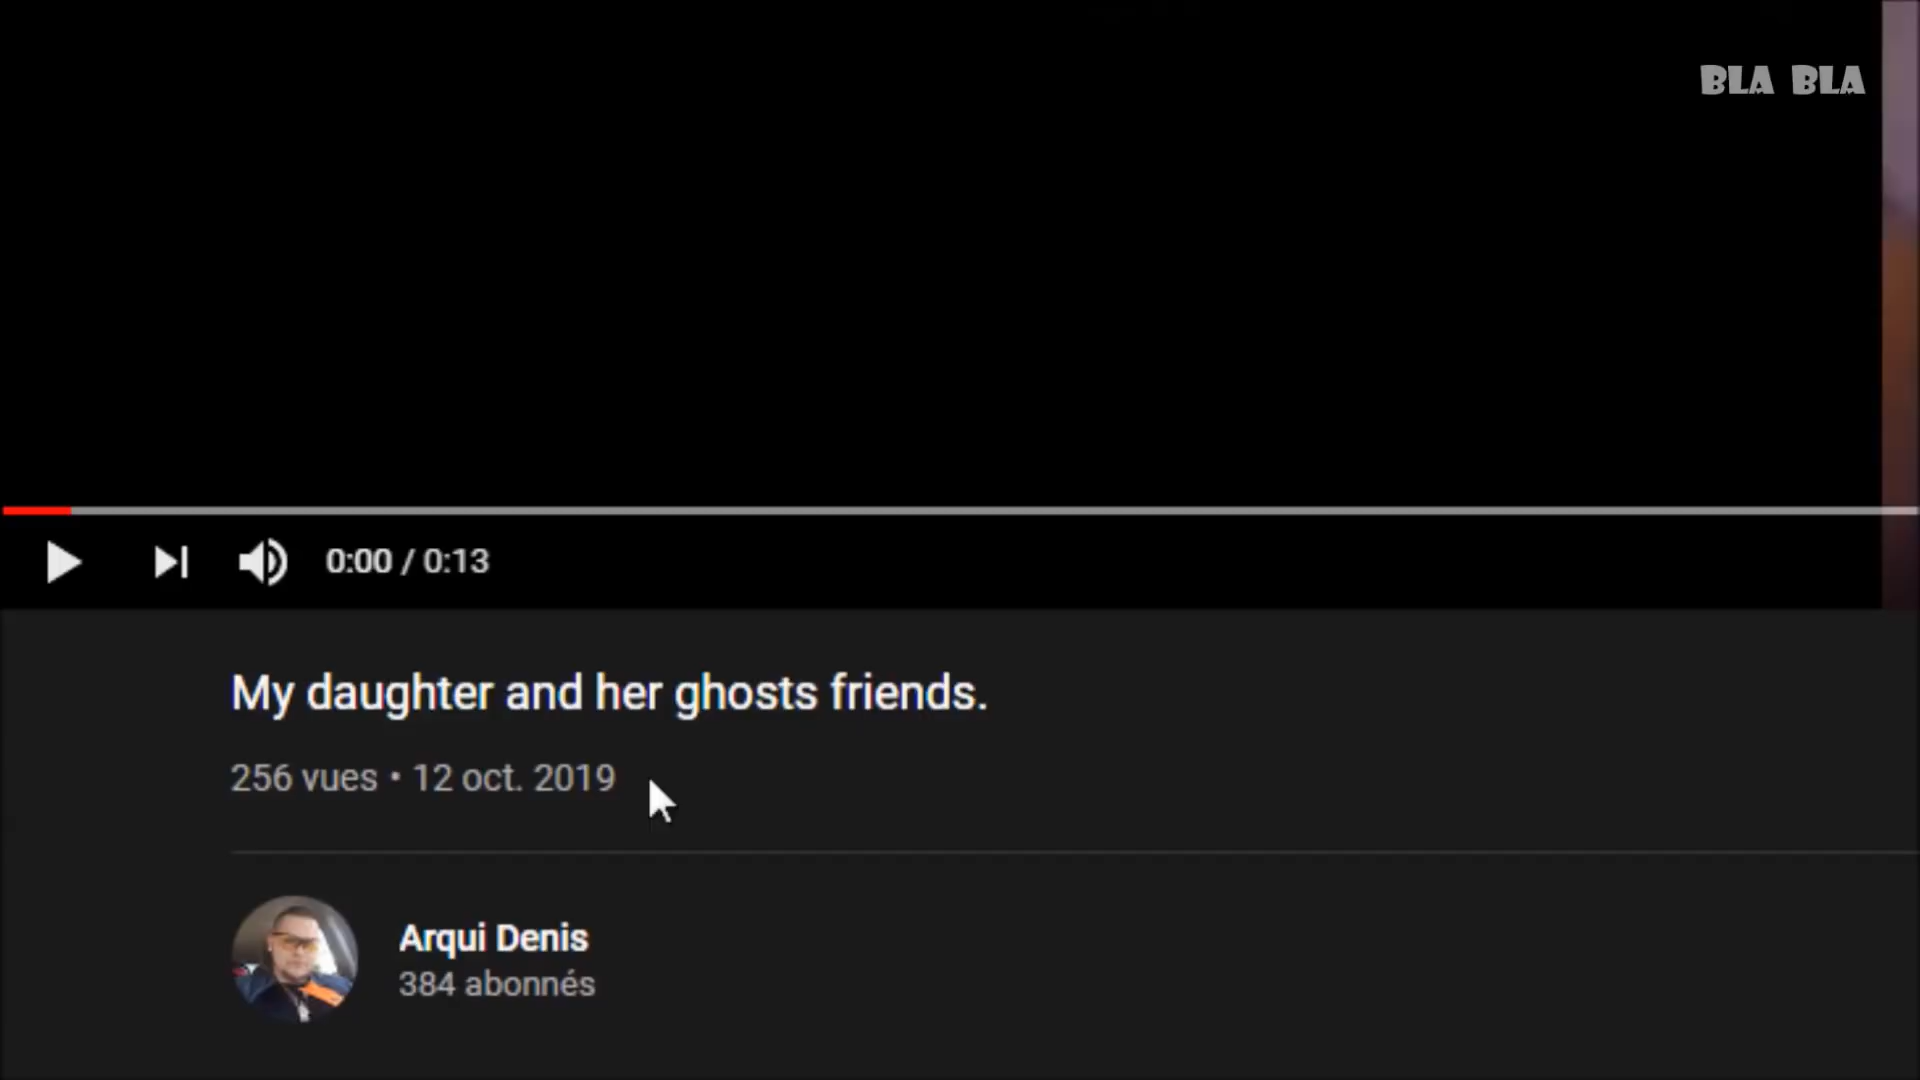 BLA BLA
0:00 / 0:13
My daughter and her ghosts friends.
256 vues • 12 oct. 2019
Arqui Denis
384 abonnés